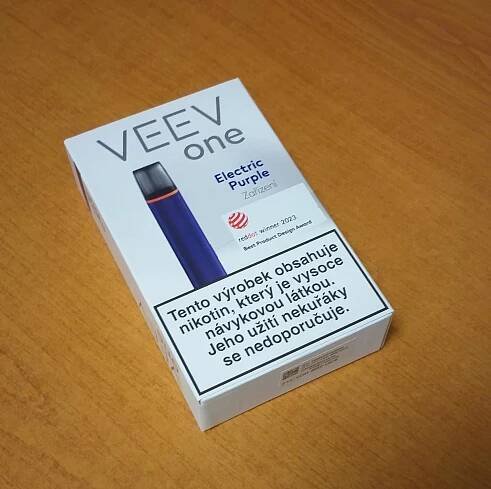 VEEV
one
Electric
Purple
Zařízení
reddot winner 2023
Best Product Design Award
Tento výrobek obsahuje
nikotin, který je vysoce
návykovou látkou.
Jeho užití nekuřáky
se nedoporučuje.